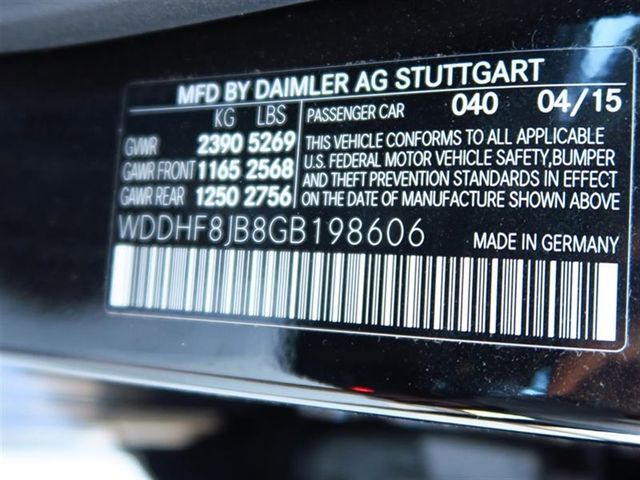 MFD BY DAIMLER AG STUTTGART
KG LBS
GVWR 2390 5269
GAWR FRONT 1165 2568
GAWR REAR 1250 2756
PASSENGER CAR 040 04/15
THIS VEHICLE CONFORMS TO ALL APPLICABLE
U.S. FEDERAL MOTOR VEHICLE SAFETY,BUMPER
AND THEFT PREVENTION STANDARDS IN EFFECT
ON DATE OF MANUFACTURE SHOWN ABOVE
WDDHF8JB8GB198606
MADE IN GERMANY